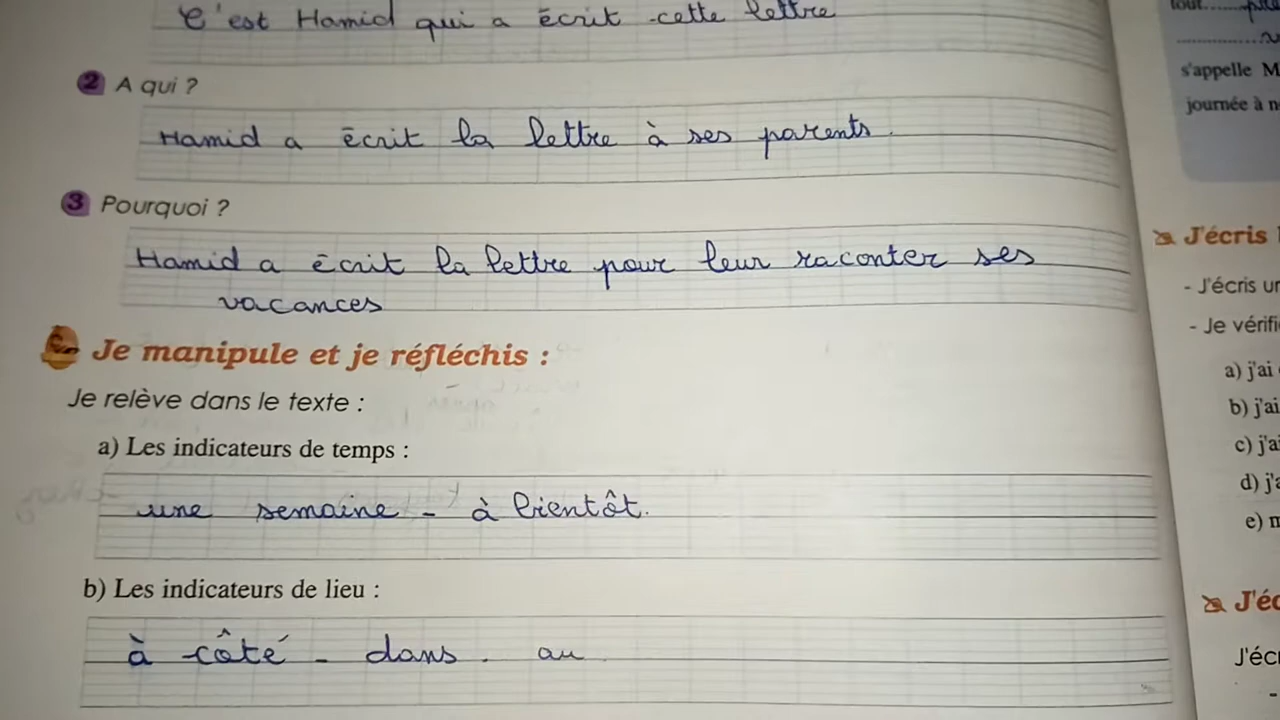 C'est Hamid qui a écrit cette lettre
2 A qui ?
Hamid a écrit la lettre à ses parents.
3 Pourquoi ?
Hamid a écrit la lettre pour leur raconter ses
vacances
Je manipule et je réfléchis :
Je relève dans le texte :
a) Les indicateurs de temps :
une semaine - à bientôt.
b) Les indicateurs de lieu :
à côté - dans. au
tout
s'appelle M
journée à n
J'écris
- J'écris un
- Je vérifi
a) j'ai
b) j'ai
c) j'a
d) j'a
e) n
J'éc
J'écr
-